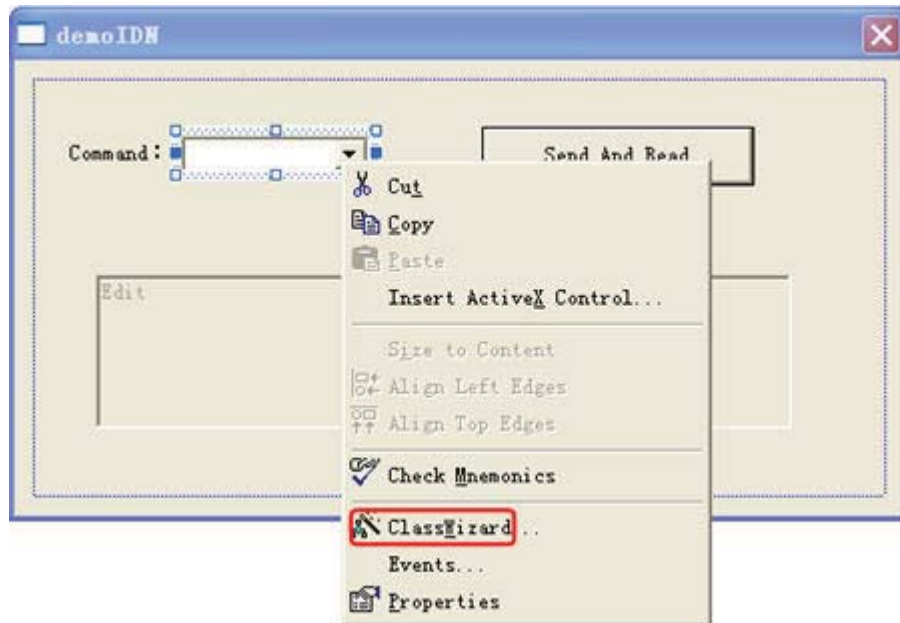 demoIDN
Command:
Send And Read
Cut
Copy
Paste
Insert ActiveX Control...
Edit
Size to Content
Align Left Edges
Align Top Edges
Check Mnemonics
ClassWizard...
Events...
Properties